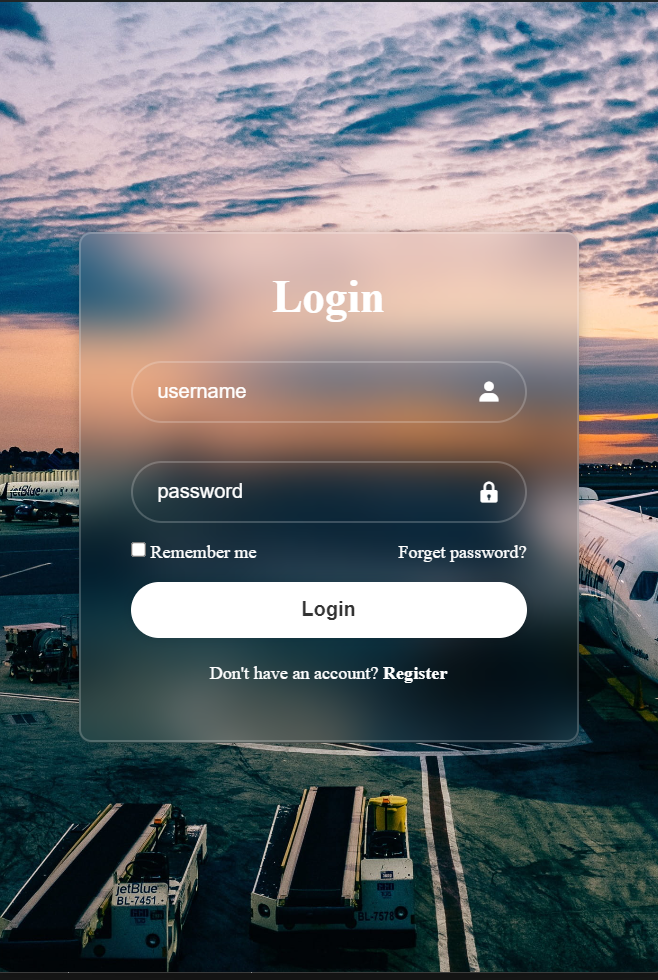 Login
username
password
Remember me Forget password?
Login
Don't have an account? Register
jetBlue
jetBlue
BL-7451
BL-7578